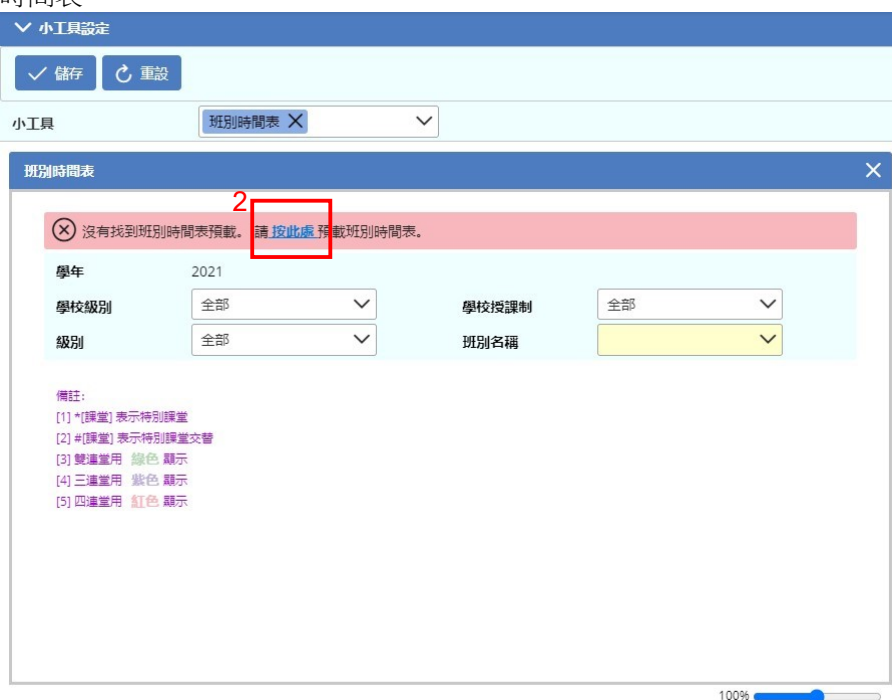 時間表
小工具設定
儲存 重設
小工具 班別時間表
班別時間表
2
沒有找到班別時間表預載。 請 按此處 預載班別時間表。
學年 2021
學校級別 全部 學校授課制 全部
級別 全部 班別名稱
備註:
[1] *[課堂] 表示特別課堂
[2] #[課堂] 表示特別課堂交替
[3] 雙連堂用 綠色 顯示
[4] 三連堂用 紫色 顯示
[5] 四連堂用 紅色 顯示
100%